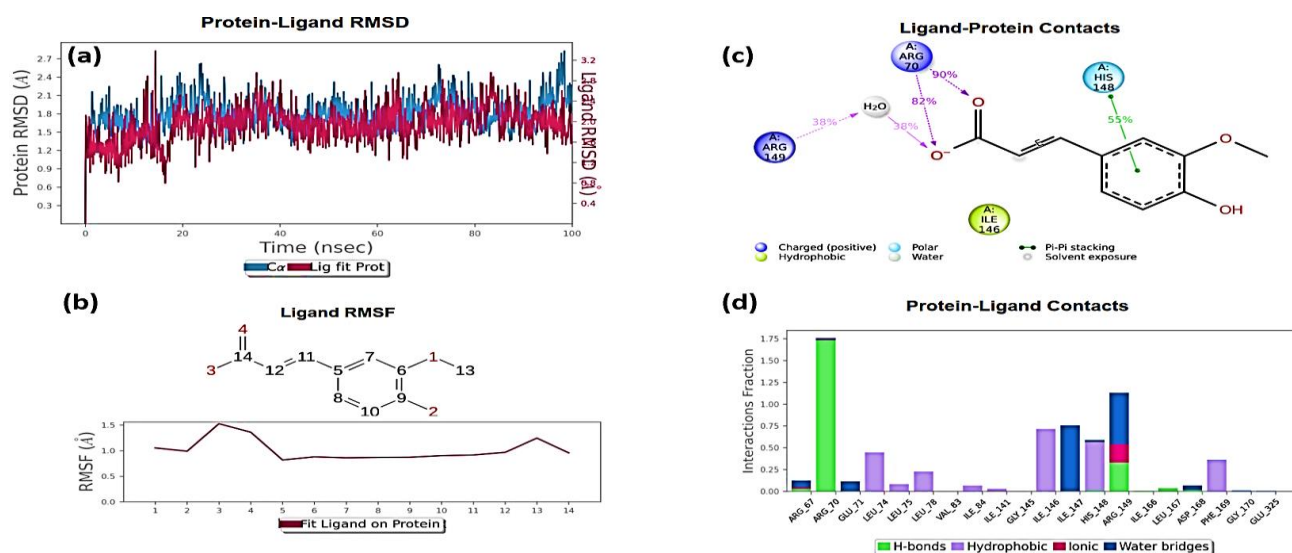 Protein-Ligand RMSD
(a)
Protein RMSD (Å)
2.7
2.4
2.1
1.8
1.5
1.2
0.9
0.6
0.3
Ligand RMSD (Å)
3.2
0.4
0
20
40
60
80
100
Time (nsec)
Cα
Lig fit Prot
(b)
Ligand RMSF
4
14
11
7
1
3
12
5
6
13
8
9
10
2
RMSF (Å)
1.5
1.0
0.5
0.0
1 2 3 4 5 6 7 8 9 10 11 12 13 14
Fit Ligand on Protein
(c)
Ligand-Protein Contacts
A:
ARG
70
90%
82%
A:
HIS
148
55%
H₂O
38%
38%
A:
ARG
149
O
O⁻
O
OH
A:
ILE
146
Charged (positive)
Hydrophobic
Polar
Water
Pi-Pi stacking
Solvent exposure
(d)
Protein-Ligand Contacts
Interactions Fraction
1.75
1.50
1.25
1.00
0.75
0.50
0.25
0.00
ARG_67
ARG_70
GLU_71
LEU_74
LEU_75
LEU_78
VAL_83
ILE_84
ILE_141
GLY_145
ILE_146
ILE_147
HIS_148
ARG_149
ILE_166
LEU_167
ASP_168
PHE_169
GLY_170
GLU_325
H-bonds
Hydrophobic
Ionic
Water bridges